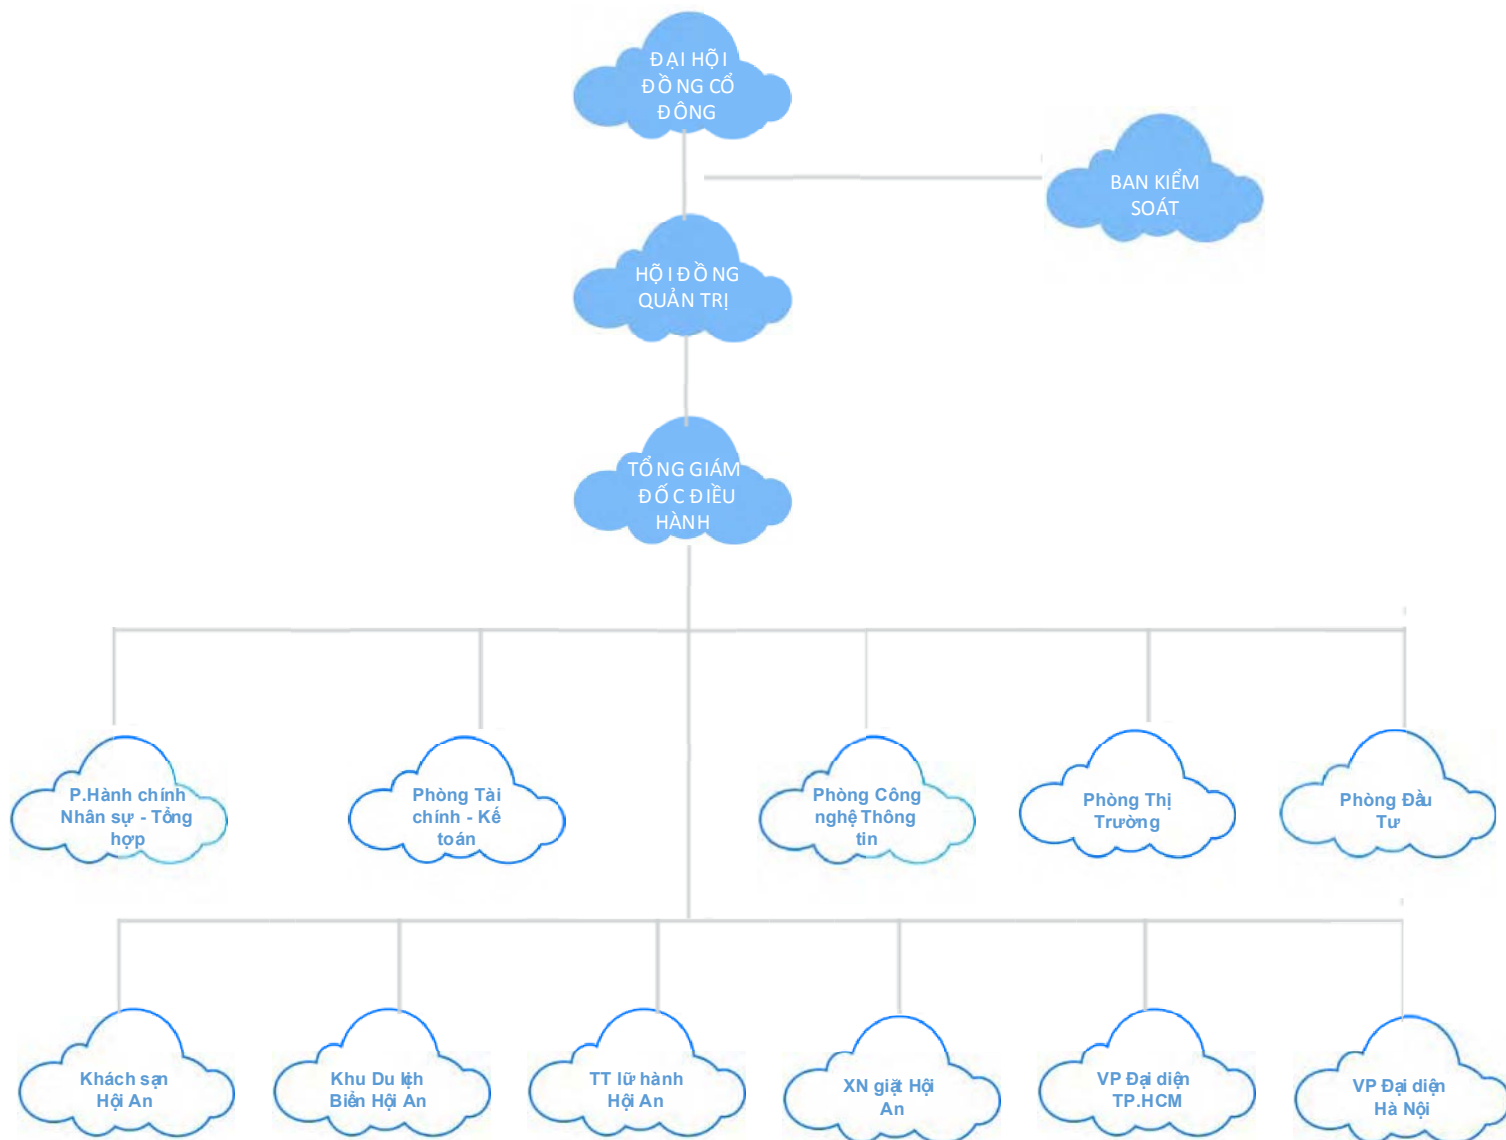 ĐẠI HỘI
ĐỒNG CỔ
ĐÔNG
BAN KIỂM
SOÁT
HỘI ĐỒNG
QUẢN TRỊ
TỔNG GIÁM
ĐỐC ĐIỀU
HÀNH
P.Hành chính
Nhân sự - Tổng
hợp
Phòng Tài
chính - Kế
toán
Phòng Công
nghệ Thông
tin
Phòng Thị
Trường
Phòng Đầu
Tư
Khách sạn
Hội An
Khu Du lịch
Biển Hội An
TT lữ hành
Hội An
XN giặt Hội
An
VP Đại diện
TP.HCM
VP Đại diện
Hà Nội